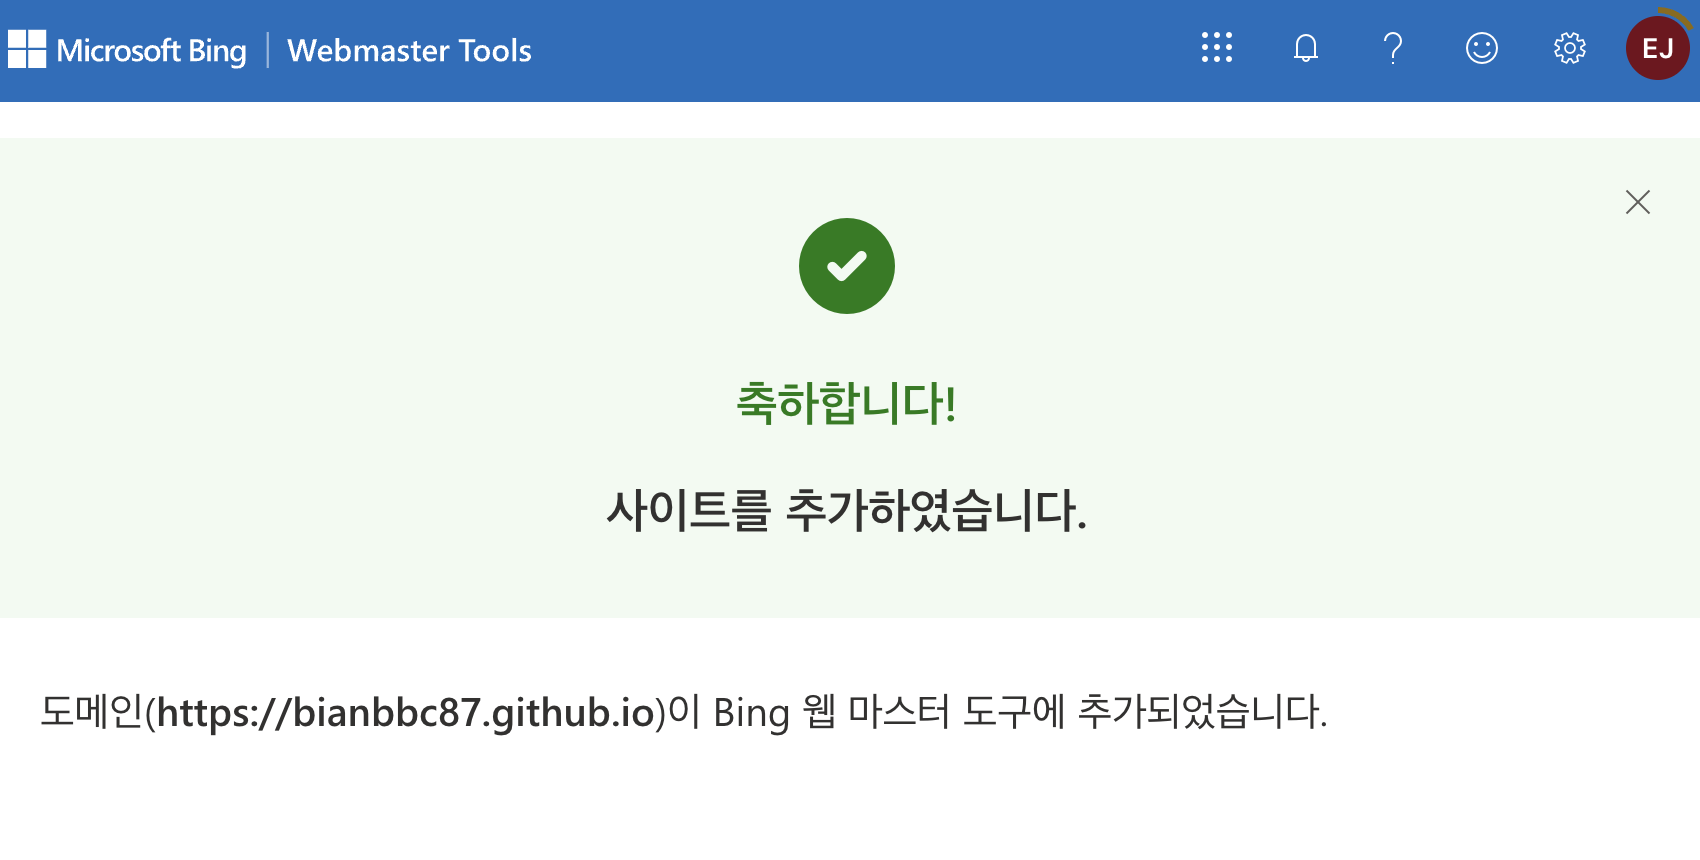 Microsoft Bing | Webmaster Tools
EJ
축하합니다!
사이트를 추가하였습니다.
도메인(https://bianbbc87.github.io)이 Bing 웹 마스터 도구에 추가되었습니다.